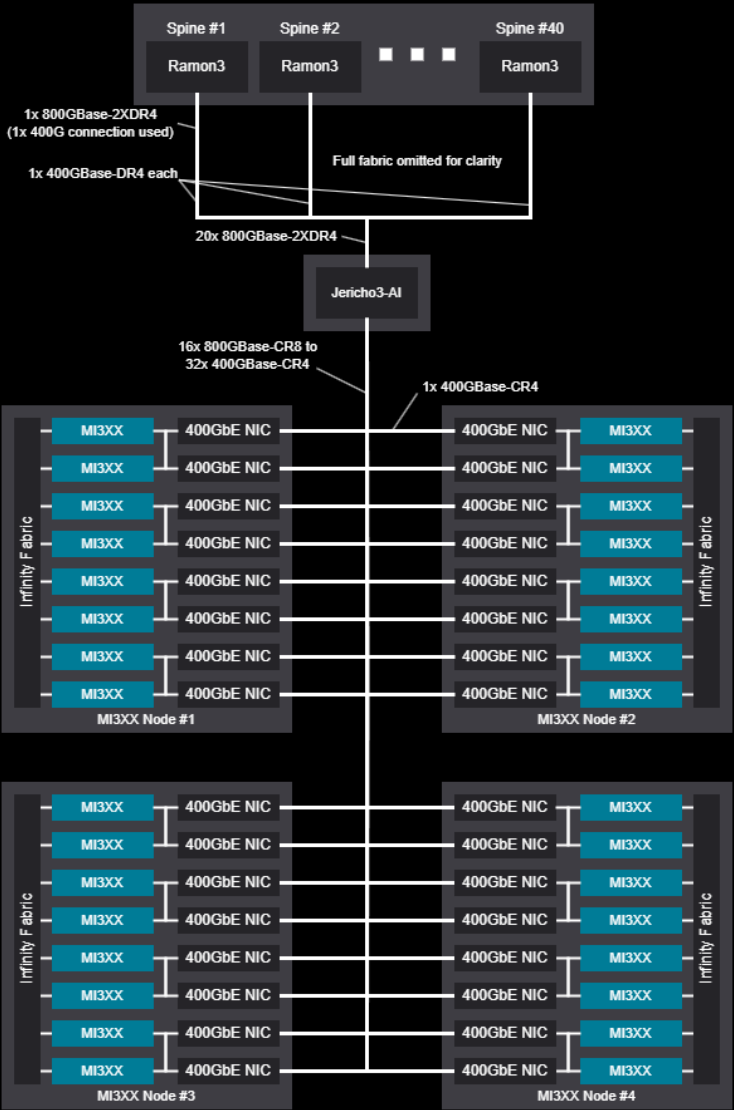 Spine #1
Spine #2
Spine #40
Ramon3
Ramon3
Ramon3
1x 800GBase-2XDR4
(1x 400G connection used)
Full fabric omitted for clarity
1x 400GBase-DR4 each
20x 800GBase-2XDR4
Jericho3-AI
16x 800GBase-CR8 to
32x 400GBase-CR4
1x 400GBase-CR4
Infinity Fabric
MI3XX
400GbE NIC
MI3XX
400GbE NIC
MI3XX
400GbE NIC
MI3XX
400GbE NIC
MI3XX
400GbE NIC
MI3XX
400GbE NIC
MI3XX
400GbE NIC
MI3XX
400GbE NIC
MI3XX Node #1
400GbE NIC
MI3XX
400GbE NIC
MI3XX
400GbE NIC
MI3XX
400GbE NIC
MI3XX
400GbE NIC
MI3XX
400GbE NIC
MI3XX
400GbE NIC
MI3XX
400GbE NIC
MI3XX
Infinity Fabric
MI3XX Node #2
Infinity Fabric
MI3XX
400GbE NIC
MI3XX
400GbE NIC
MI3XX
400GbE NIC
MI3XX
400GbE NIC
MI3XX
400GbE NIC
MI3XX
400GbE NIC
MI3XX
400GbE NIC
MI3XX
400GbE NIC
MI3XX Node #3
400GbE NIC
MI3XX
400GbE NIC
MI3XX
400GbE NIC
MI3XX
400GbE NIC
MI3XX
400GbE NIC
MI3XX
400GbE NIC
MI3XX
400GbE NIC
MI3XX
400GbE NIC
MI3XX
Infinity Fabric
MI3XX Node #4